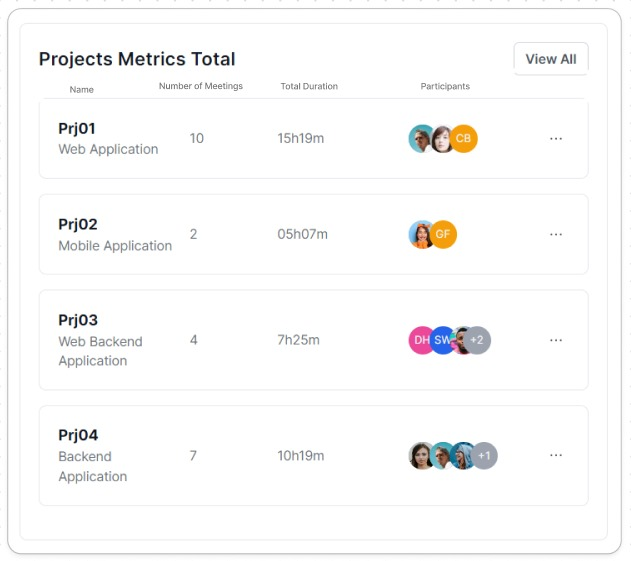 Projects Metrics Total
View All
Name
Number of Meetings
Total Duration
Participants
Prj01
Web Application
10
15h19m
CB
...
Prj02
Mobile Application
2
05h07m
GF
...
Prj03
Web Backend
Application
4
7h25m
DH
SW
+2
...
Prj04
Backend
Application
7
10h19m
+1
...